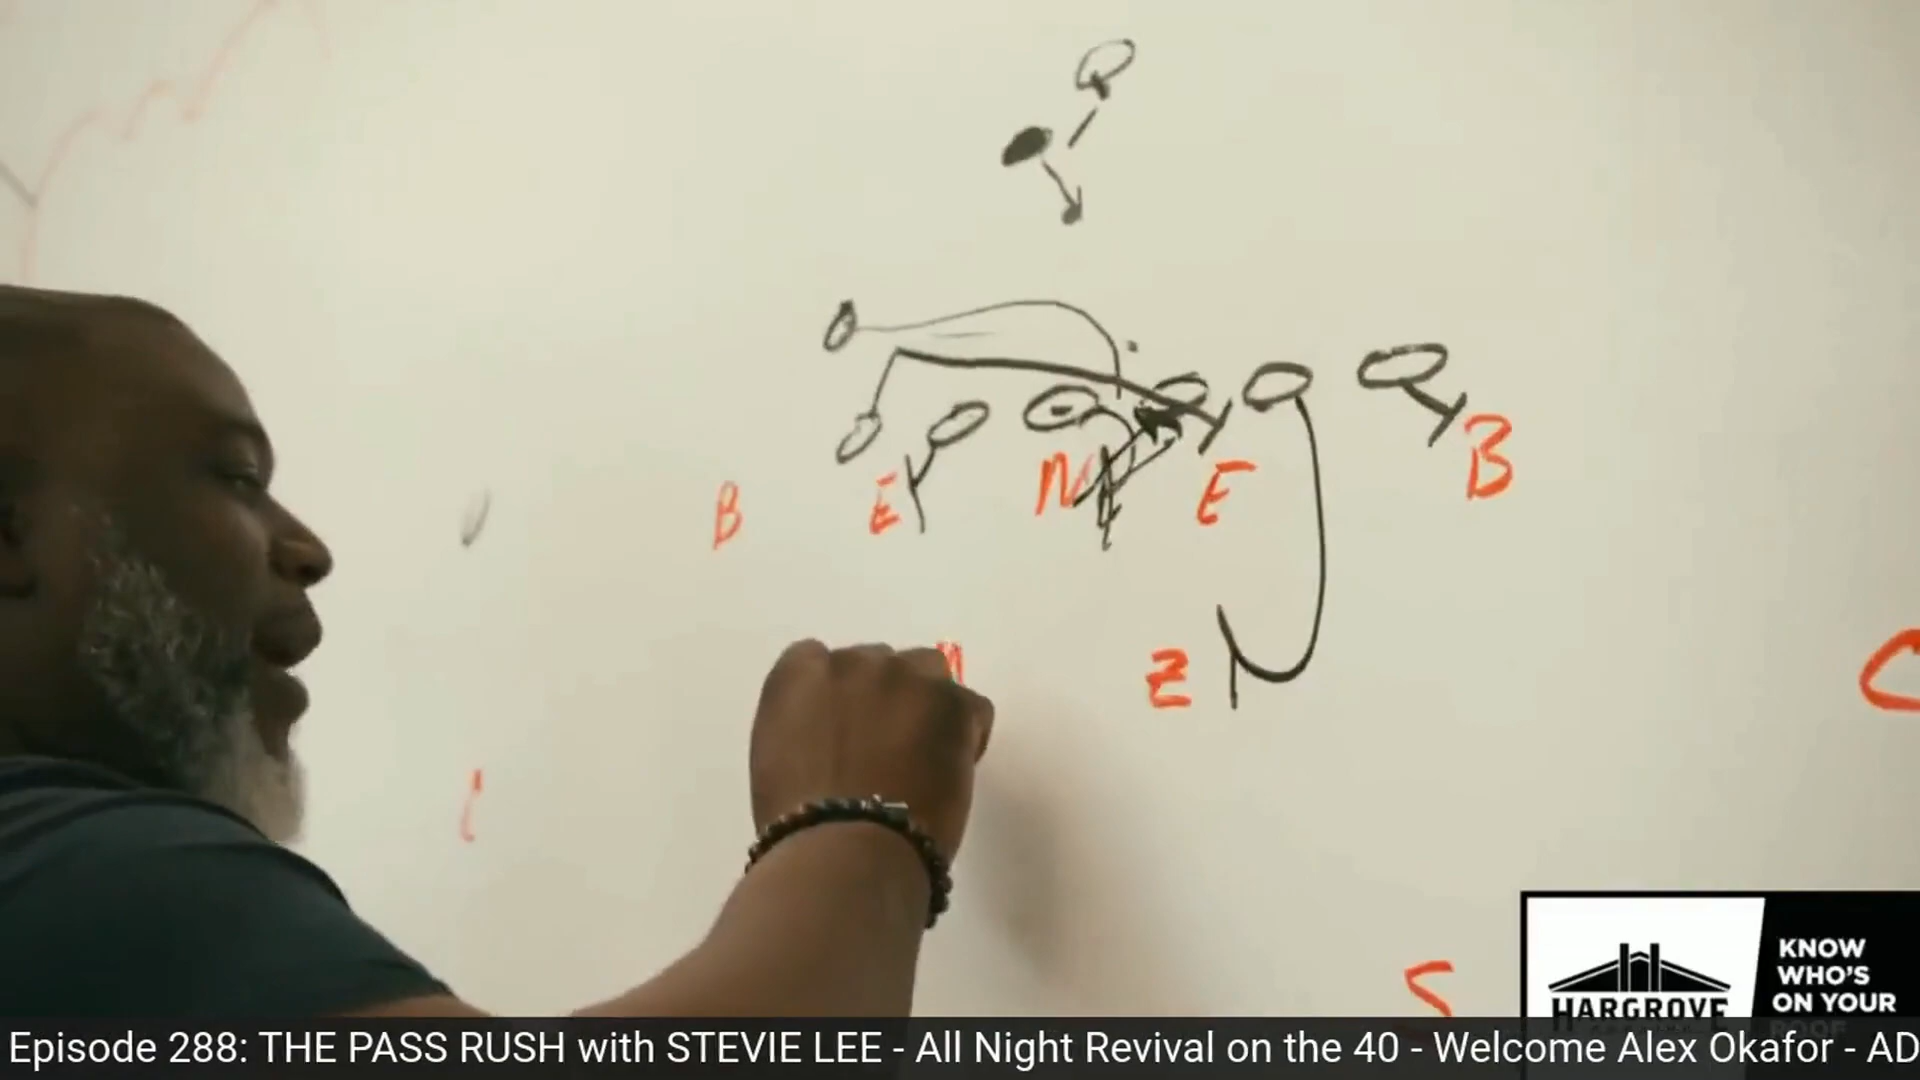 B
E
N
E
B
Z
C
S
HARGROVE
KNOW
WHO'S
ON YOUR
ROOF
Episode 288: THE PASS RUSH with STEVIE LEE - All Night Revival on the 40 - Welcome Alex Okafor - AD